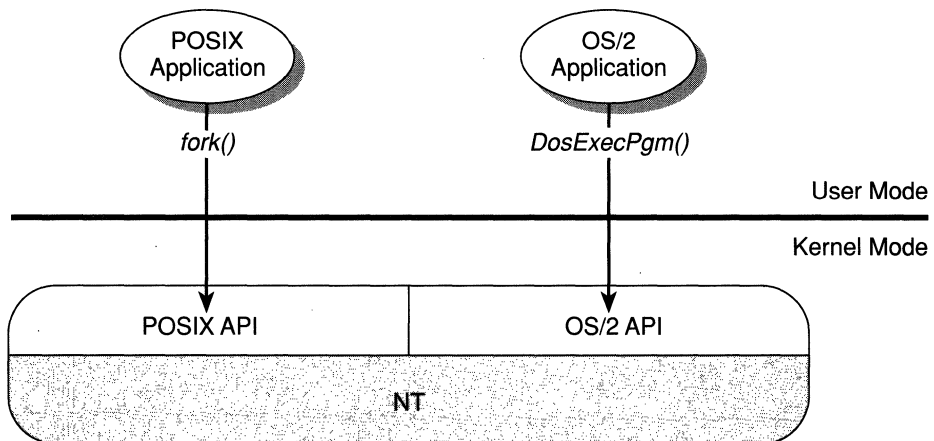 POSIX
Application
OS/2
Application
fork()
DosExecPgm()
User Mode
Kernel Mode
POSIX API
OS/2 API
NT